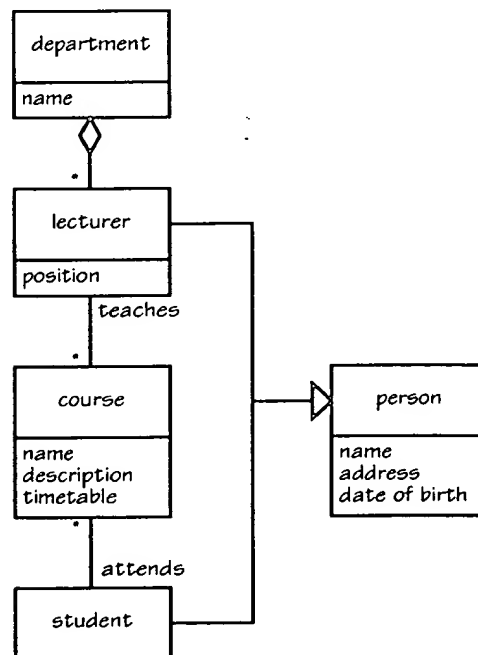 department
name
*
lecturer
position
teaches
*
course
name
description
timetable
*
attends
student
person
name
address
date of birth